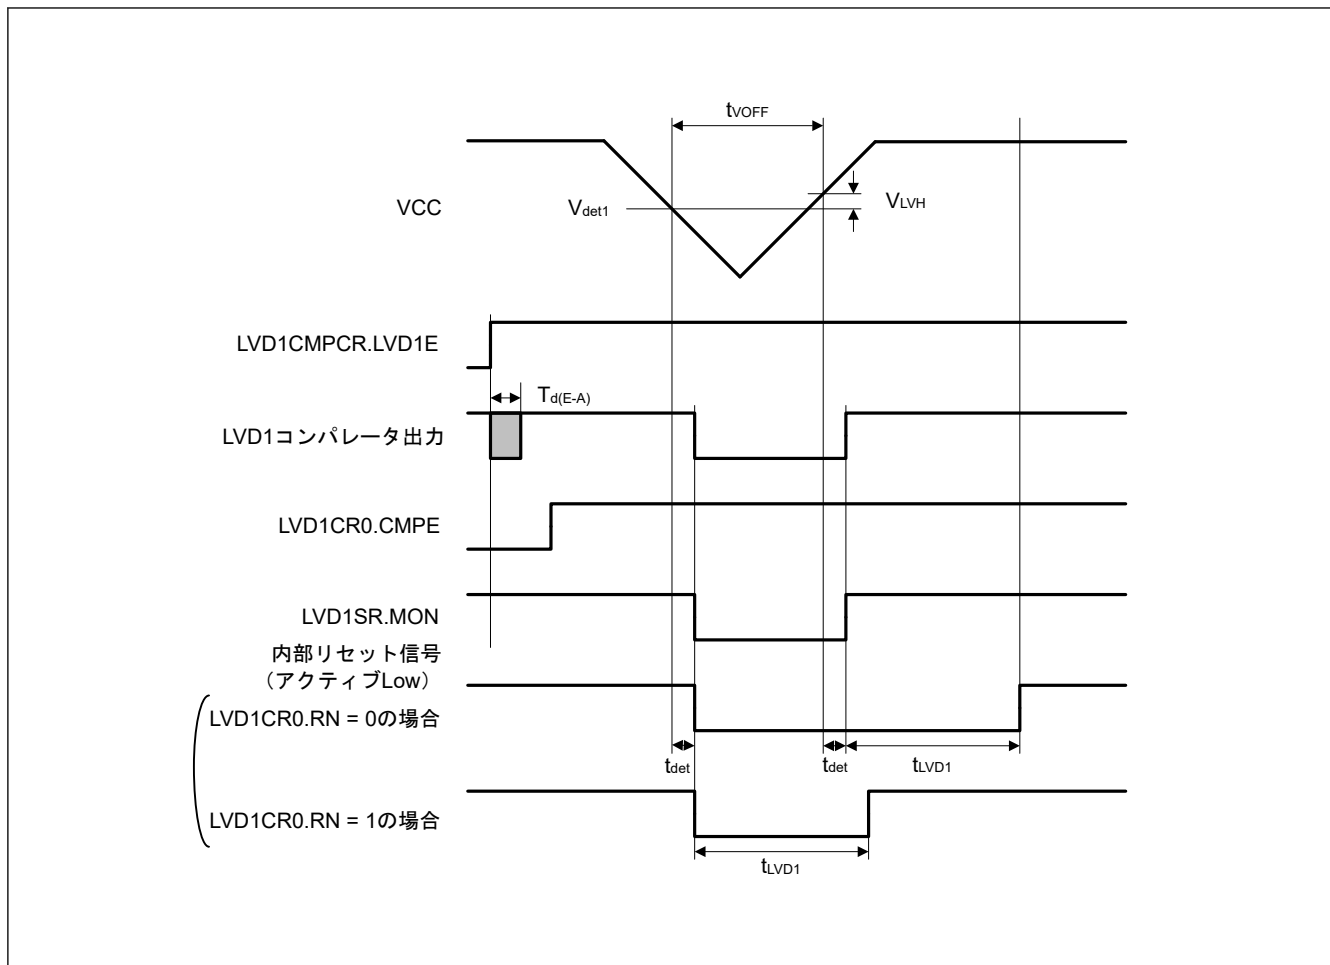 tVOFF
VCC
Vdet1
VLVH
LVD1CMPCR.LVD1E
Td(E-A)
LVD1コンパレータ出力
LVD1CR0.CMPE
LVD1SR.MON
内部リセット信号
（アクティブLow）
LVD1CR0.RN = 0の場合
tdet
tdet
tLVD1
LVD1CR0.RN = 1の場合
tLVD1